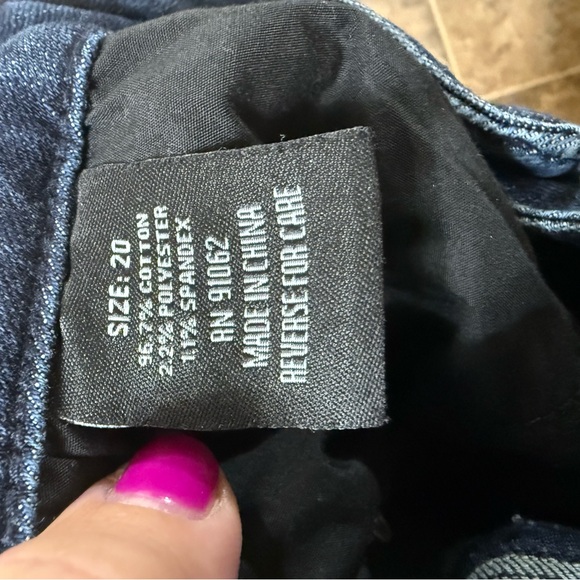 SIZE: 20
96.7% COTTON
2.2% POLYESTER
1.1% SPANDEX
RN 91062
MADE IN CHINA
REVERSE FOR CARE